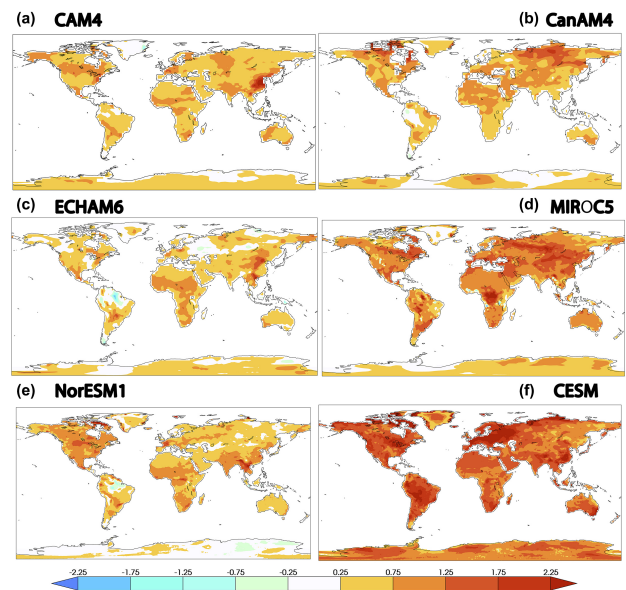 (a) CAM4
(b) CanAM4
(c) ECHAM6
(d) MIROC5
(e) NorESM1
(f) CESM
-2.25 -1.75 -1.25 -0.75 -0.25 0.25 0.75 1.25 1.75 2.25